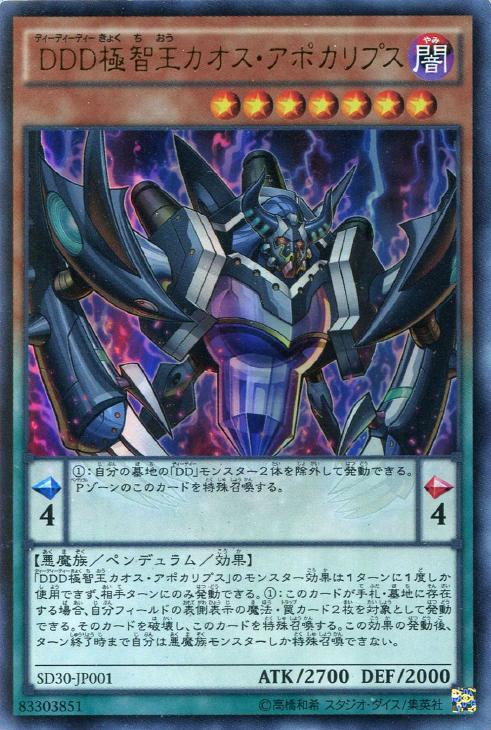 ディーディーディーきょくちおう
DDD極智王カオス・アポカリプス
やみ
闇
①:自分の墓地の「DD」モンスター2体を除外して発動できる。
Pゾーンのこのカードを特殊召喚する。
4
4
【悪魔族/ペンデュラム/効果】
「DDD極智王カオス・アポカリプス」のモンスター効果は1ターンに1度しか
使用できず、相手ターンにのみ発動できる。①:このカードが手札・墓地に存在
する場合、自分フィールドの表側表示の魔法・罠カード2枚を対象として発動で
きる。そのカードを破壊し、このカードを特殊召喚する。この効果の発動後、
ターン終了時まで自分は悪魔族モンスターしか特殊召喚できない。
SD30-JP001
ATK/2700 DEF/2000
83303851
©高橋和希 スタジオ・ダイス/集英社